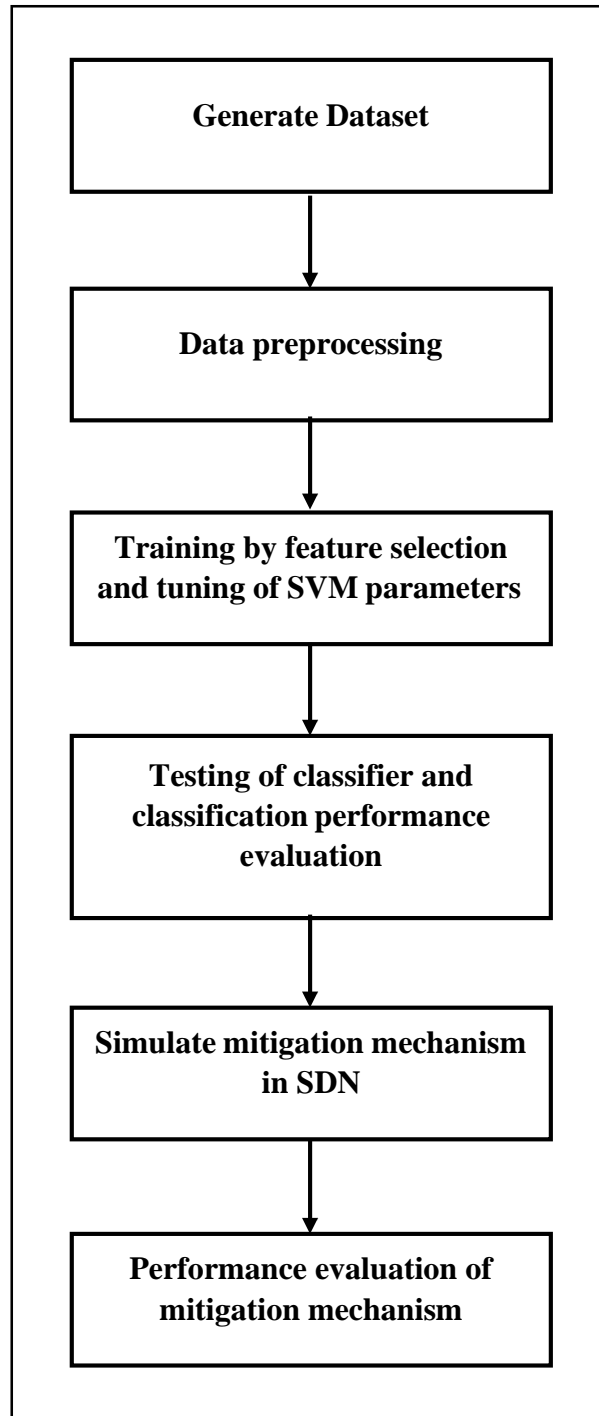 Generate Dataset
Data preprocessing
Training by feature selection
and tuning of SVM parameters
Testing of classifier and
classification performance
evaluation
Simulate mitigation mechanism
in SDN
Performance evaluation of
mitigation mechanism